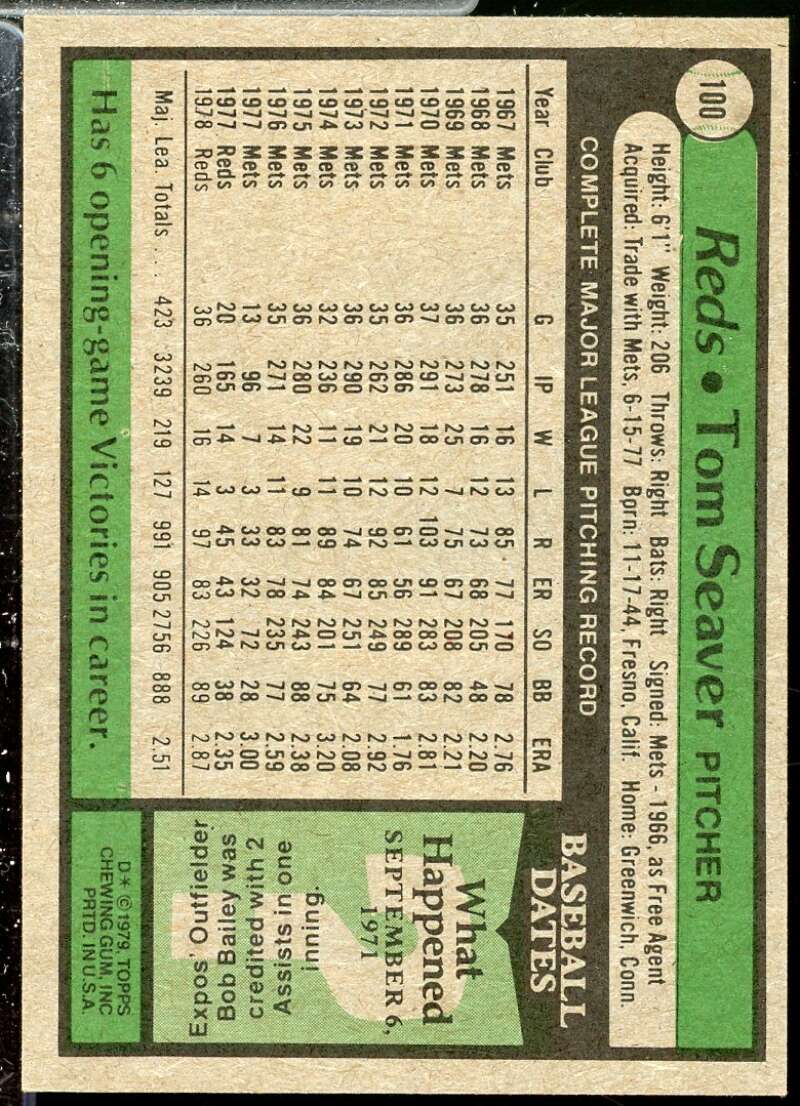 100
Reds • Tom Seaver PITCHER
Height: 6'1" Weight: 206 Throws: Right Bats: Right Signed: Mets - 1966, as Free Agent
Acquired: Trade with Mets, 6-15-77 Born: 11-17-44, Fresno, Calif. Home: Greenwich, Conn.
COMPLETE MAJOR LEAGUE PITCHING RECORD
Year Club G IP W L R ER SO BB ERA
1967 Mets 35 251 16 13 85 77 170 78 2.76
1968 Mets 36 278 16 12 73 68 205 48 2.20
1969 Mets 36 273 25 7 75 67 208 82 2.21
1970 Mets 37 291 18 12 103 91 283 83 2.81
1971 Mets 36 286 20 10 61 56 289 61 1.76
1972 Mets 35 262 21 12 92 85 249 77 2.92
1973 Mets 36 290 19 10 74 67 251 64 2.08
1974 Mets 32 236 11 11 89 84 201 75 3.20
1975 Mets 36 280 22 9 81 74 243 88 2.38
1976 Mets 35 271 14 11 83 78 235 77 2.59
1977 Mets 13 96 7 3 33 32 72 28 3.00
1977 Reds 20 165 14 3 45 43 124 38 2.35
1978 Reds 36 260 16 14 97 83 226 89 2.87
Maj. Lea. Totals . . . 423 3239 219 127 991 905 2756 888 2.51
Has 6 opening-game Victories in career.
BASEBALL
DATES
What
Happened
SEPTEMBER 6,
1971
Expos' Outfielder
Bob Bailey was
credited with 2
Assists in one
inning.
D* © 1979, TOPPS
CHEWING GUM, INC
PRTD. IN U.S.A.